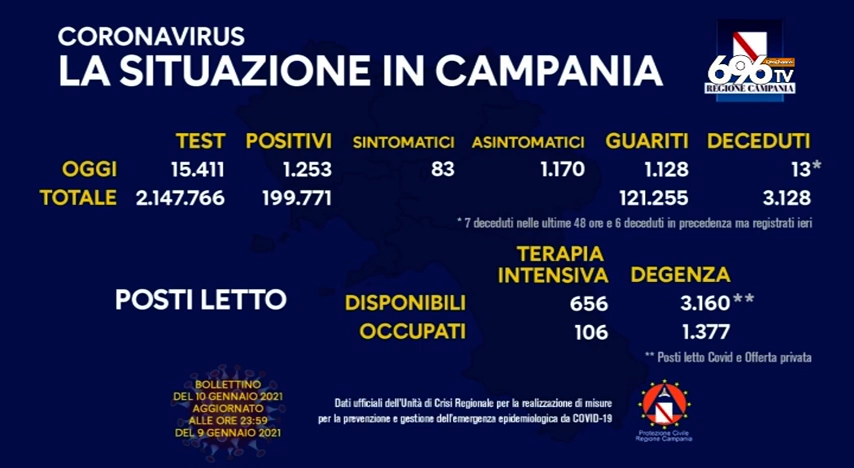 CORONAVIRUS
LA SITUAZIONE IN CAMPANIA
696 TV
REGIONE CAMPANIA
TEST POSITIVI SINTOMATICI ASINTOMATICI GUARITI DECEDUTI
OGGI 15.411 1.253 83 1.170 1.128 13*
TOTALE 2.147.766 199.771 121.255 3.128
* 7 deceduti nelle ultime 48 ore e 6 deceduti in precedenza ma registrati ieri
TERAPIA
INTENSIVA DEGENZA
POSTI LETTO
DISPONIBILI 656 3.160**
OCCUPATI 106 1.377
** Posti letto Covid e Offerta privata
BOLLETTINO
DEL 10 GENNAIO 2021
AGGIORNATO
ALLE ORE 23:59
DEL 9 GENNAIO 2021
Dati ufficiali dell'Unità di Crisi Regionale per la realizzazione di misure
per la prevenzione e gestione dell'emergenza epidemiologica da COVID-19
Protezione Civile
Regione Campania